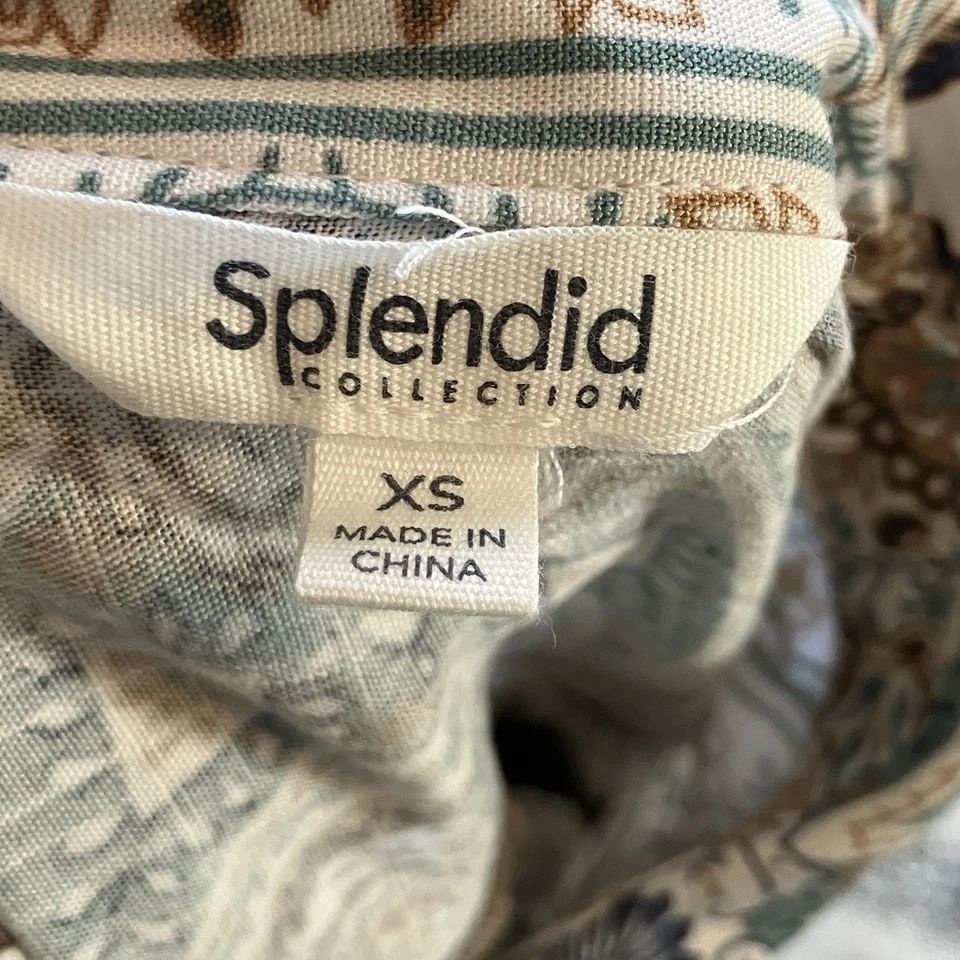 Splendid
COLLECTION
XS
MADE IN
CHINA